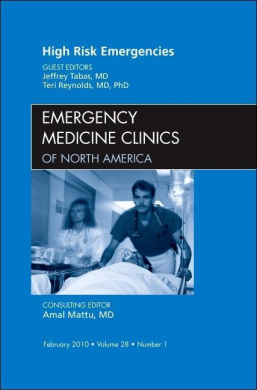 High Risk Emergencies
GUEST EDITORS
Jeffrey Tabas, MD
Teri Reynolds, MD, PhD
EMERGENCY
MEDICINE CLINICS
OF NORTH AMERICA
CONSULTING EDITOR
Amal Mattu, MD
February 2010 • Volume 28 • Number 1